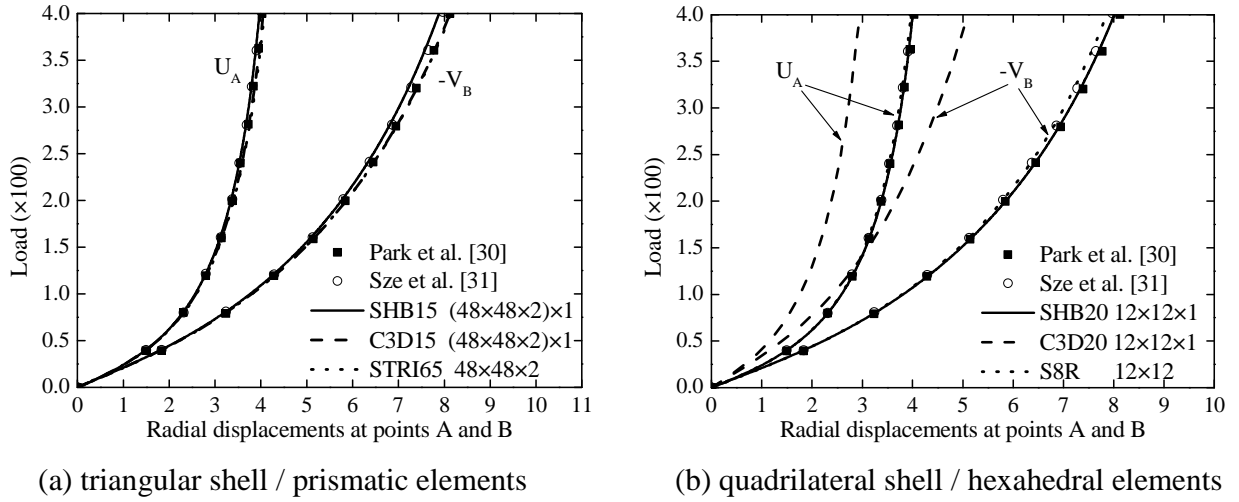 4.0
3.5
3.0
2.5
2.0
1.5
1.0
0.5
0.0
Load (×100)
U_A
-V_B
Park et al. [30]
Sze et al. [31]
SHB15 (48×48×2)×1
C3D15 (48×48×2)×1
STRI65 48×48×2
0 1 2 3 4 5 6 7 8 9 10 11
Radial displacements at points A and B
(a) triangular shell / prismatic elements
4.0
3.5
3.0
2.5
2.0
1.5
1.0
0.5
0.0
Load (×100)
U_A
-V_B
Park et al. [30]
Sze et al. [31]
SHB20 12×12×1
C3D20 12×12×1
S8R 12×12
0 1 2 3 4 5 6 7 8 9 10
Radial displacements at points A and B
(b) quadrilateral shell / hexahedral elements